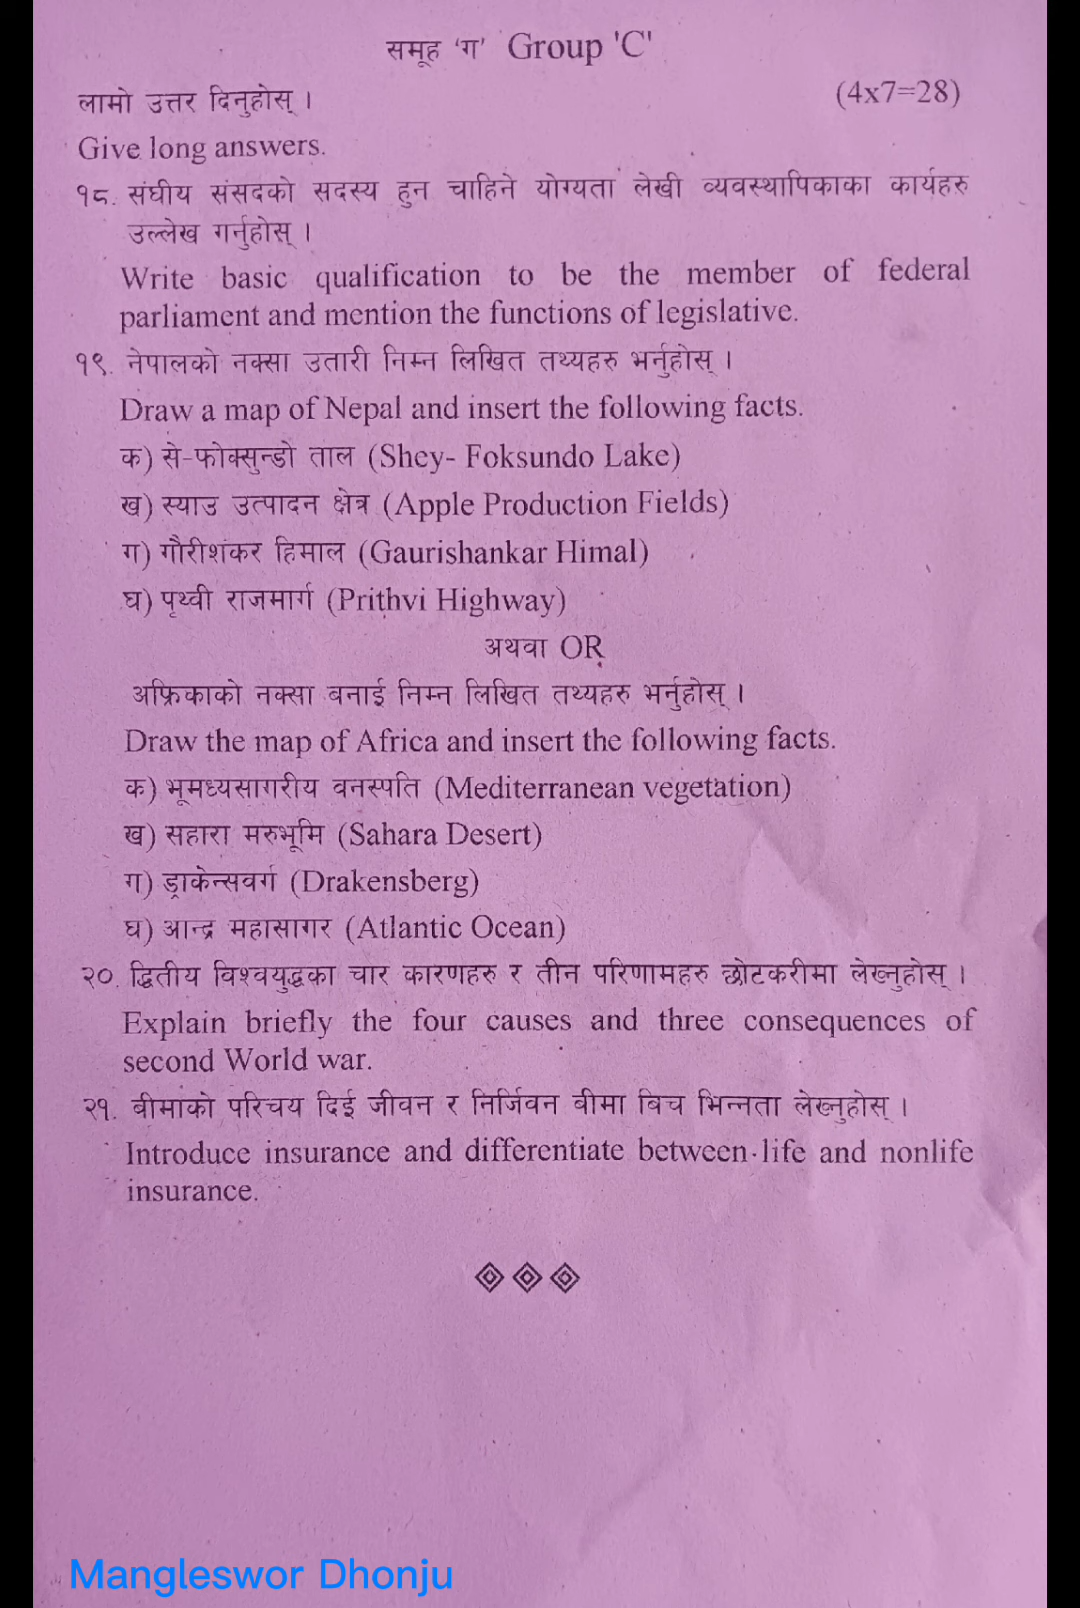 समूह 'ग' Group 'C'
लामो उत्तर दिनुहोस् । (4x7=28)
Give long answers.
१८. संघीय संसदको सदस्य हुन चाहिने योग्यता लेखी व्यवस्थापिकाका कार्यहरु
उल्लेख गर्नुहोस् ।
Write basic qualification to be the member of federal
parliament and mention the functions of legislative.
१९. नेपालको नक्सा उतारी निम्न लिखित तथ्यहरु भर्नुहोस् ।
Draw a map of Nepal and insert the following facts.
क) से-फोक्सुन्डो ताल (Shey- Foksundo Lake)
ख) स्याउ उत्पादन क्षेत्र (Apple Production Fields)
ग) गौरीशंकर हिमाल (Gaurishankar Himal)
घ) पृथ्वी राजमार्ग (Prithvi Highway)
अथवा OR
अफ्रिकाको नक्सा बनाई निम्न लिखित तथ्यहरु भर्नुहोस् ।
Draw the map of Africa and insert the following facts.
क) भूमध्यसागरीय वनस्पति (Mediterranean vegetation)
ख) सहारा मरुभूमि (Sahara Desert)
ग) ड्राकेन्सवर्ग (Drakensberg)
घ) आन्द्र महासागर (Atlantic Ocean)
२०. द्वितीय विश्वयुद्धका चार कारणहरु र तीन परिणामहरु छोटकरीमा लेख्नुहोस् ।
Explain briefly the four causes and three consequences of
second World war.
२१. बीमाको परिचय दिई जीवन र निर्जिवन बीमा बिच भिन्नता लेख्नुहोस् ।
Introduce insurance and differentiate between life and nonlife
insurance.
Mangleswor Dhonju